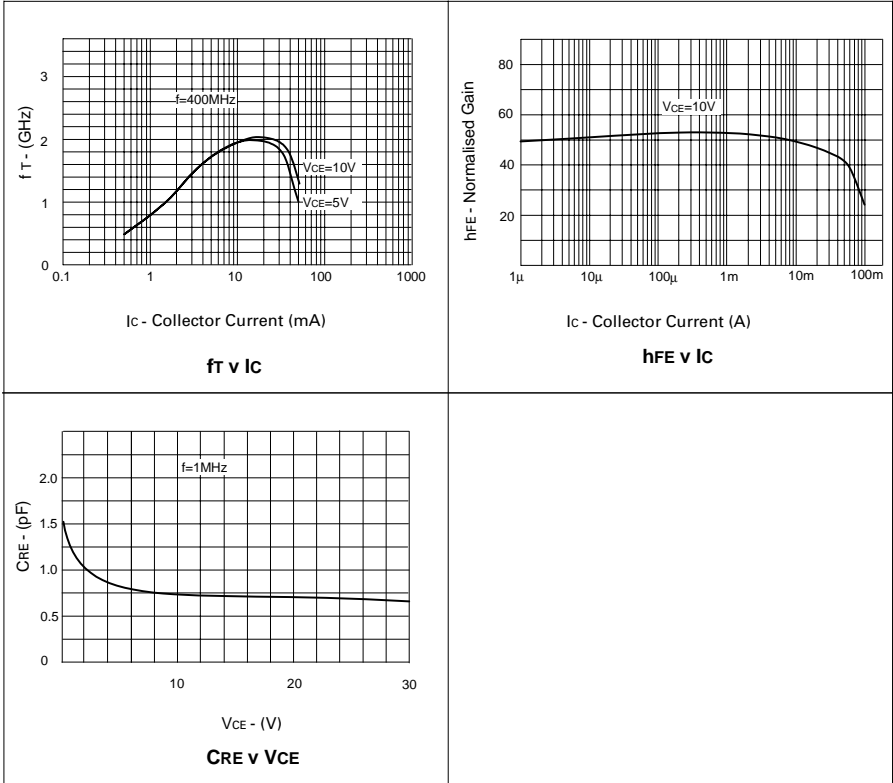 3
2
1
0
f T - (GHz)
f=400MHz
VCE=10V
VCE=5V
0.1 1 10 100 1000
IC - Collector Current (mA)
fT v IC
80
60
40
20
hFE - Normalised Gain
VCE=10V
1µ 10µ 100µ 1m 10m 100m
IC - Collector Current (A)
hFE v IC
2.0
1.5
1.0
0.5
0
CRE - (pF)
f=1MHz
10 20 30
VCE - (V)
CRE v VCE